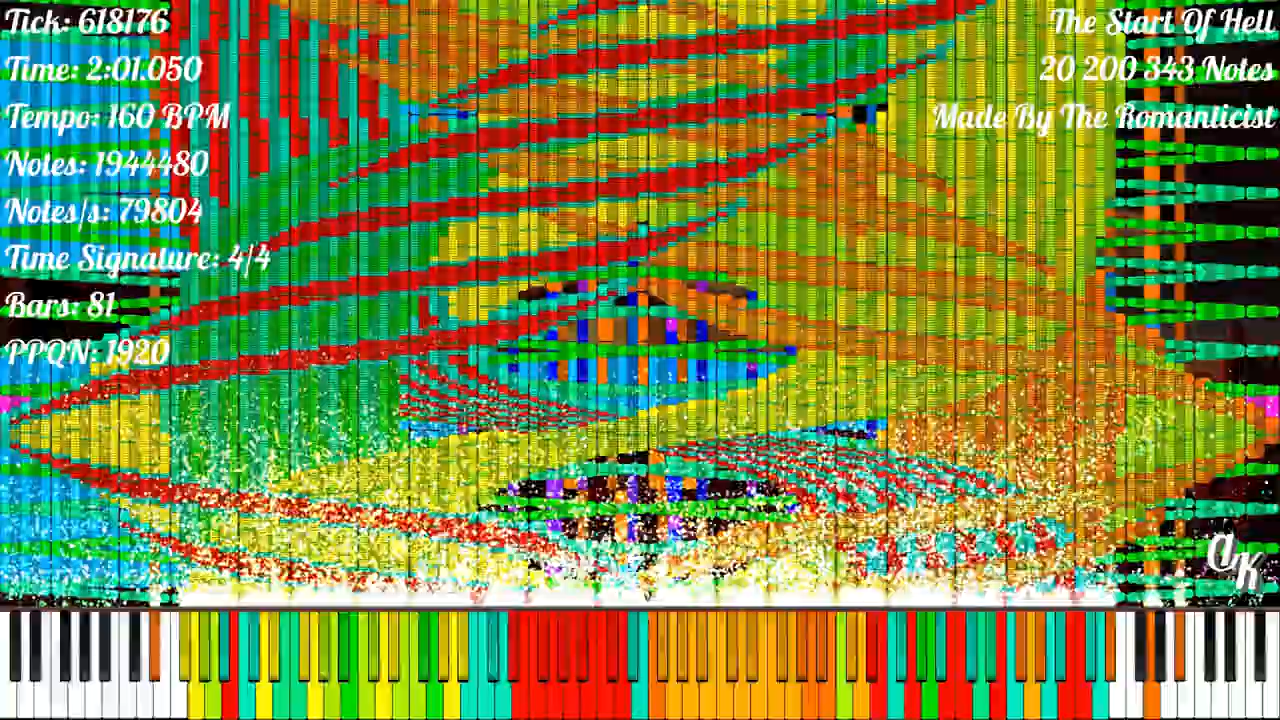 Tick: 618176
Time: 2:01.050
Tempo: 160 BPM
Notes: 1944480
Notes/s: 79804
Time Signature: 4/4
Bars: 81
PPQN: 1920
The Start Of Hell
20 200 343 Notes
Made By The Romanticist
aK